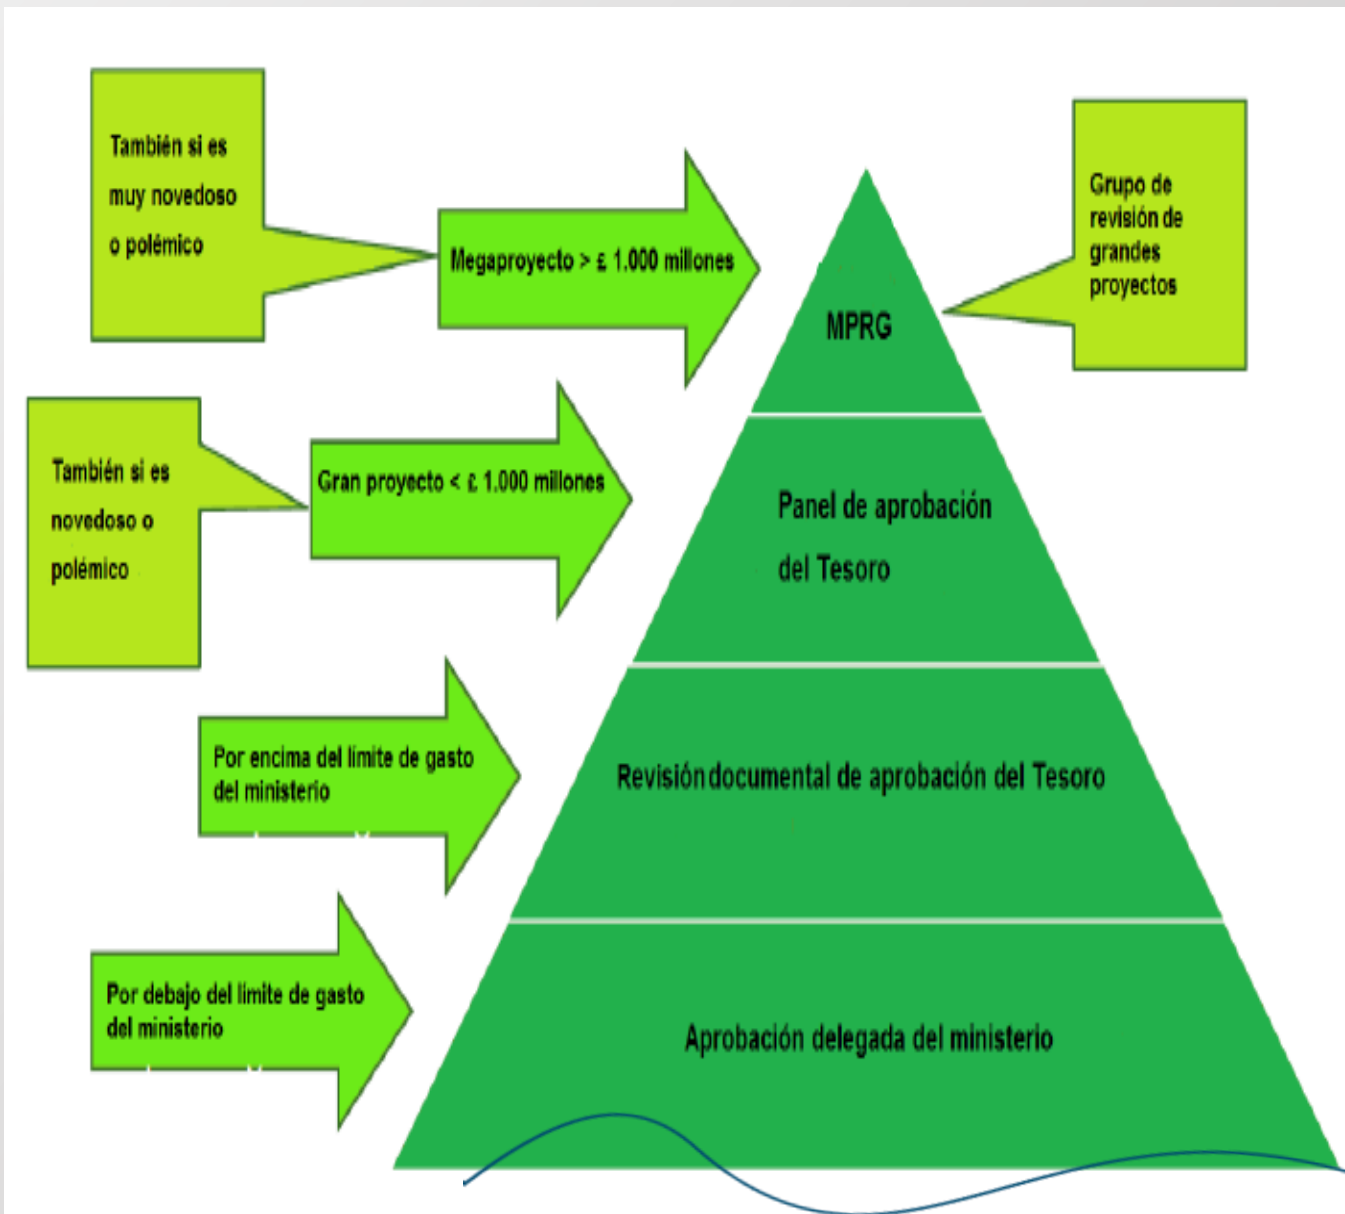 También si es
muy novedoso
o polémico
Megaproyecto > £ 1.000 millones
MPRG
Grupo de
revisión de
grandes
proyectos
También si es
novedoso o
polémico
Gran proyecto < £ 1.000 millones
Panel de aprobación
del Tesoro
Por encima del límite de gasto
del ministerio
Revisión documental de aprobación del Tesoro
Por debajo del límite de gasto
del ministerio
Aprobación delegada del ministerio